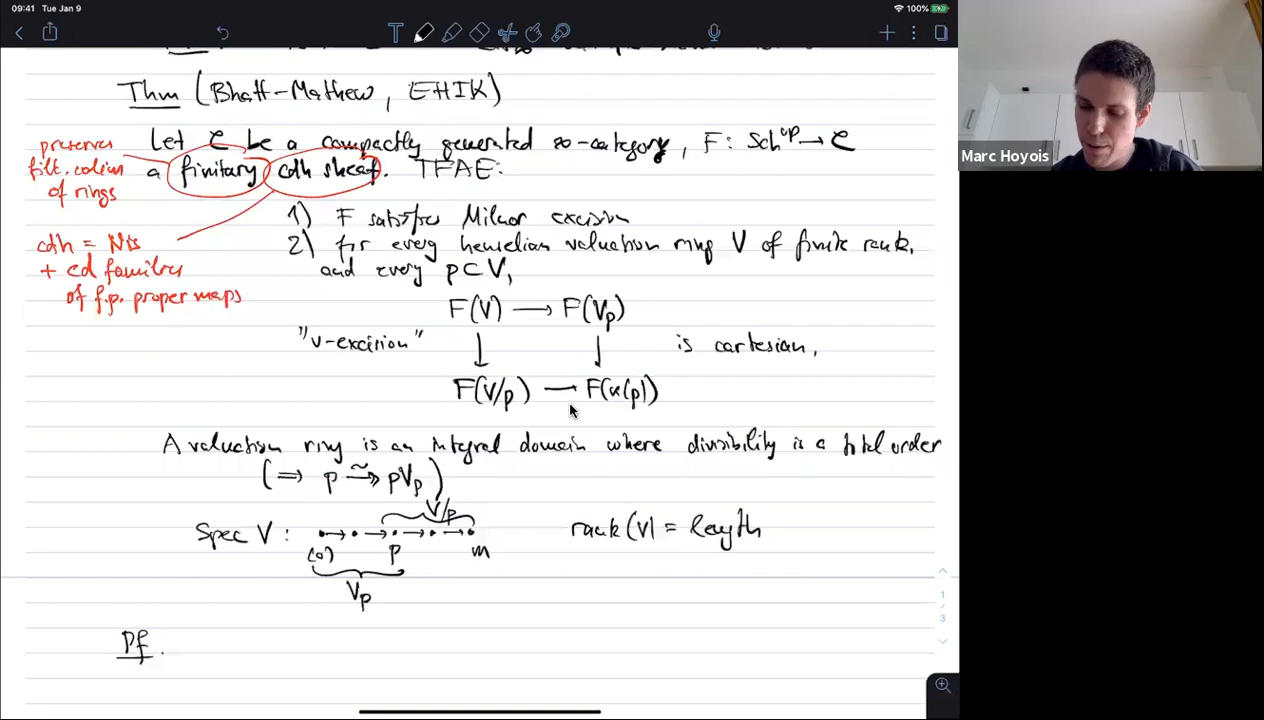 09:41 Tue Jan 9
100%
Thm (Bhatt-Mathew, EHIK)
Let C be a compactly generated ∞-category, F: Sch^op → C
a finitary cdh sheaf. TFAE:
preserves
filt. colim
of rings
1) F satisfies Milnor excision
2) for every henselian valuation ring V of finite rank,
and every p ⊂ V,
cdh = Nis
+ cd families
of f.p. proper maps
F(V) → F(V_p)
"v-excision" ↓ ↓ is cartesian,
F(V/p) → F(κ(p))
A valuation ring is an integral domain where divisibility is a total order
(⟹ p ⥲ pV_p)
V/p
Spec V : • → • → • → • → • rank(V) = length
(0) p m
V_p
Pf.
Marc Hoyois
1
/
3